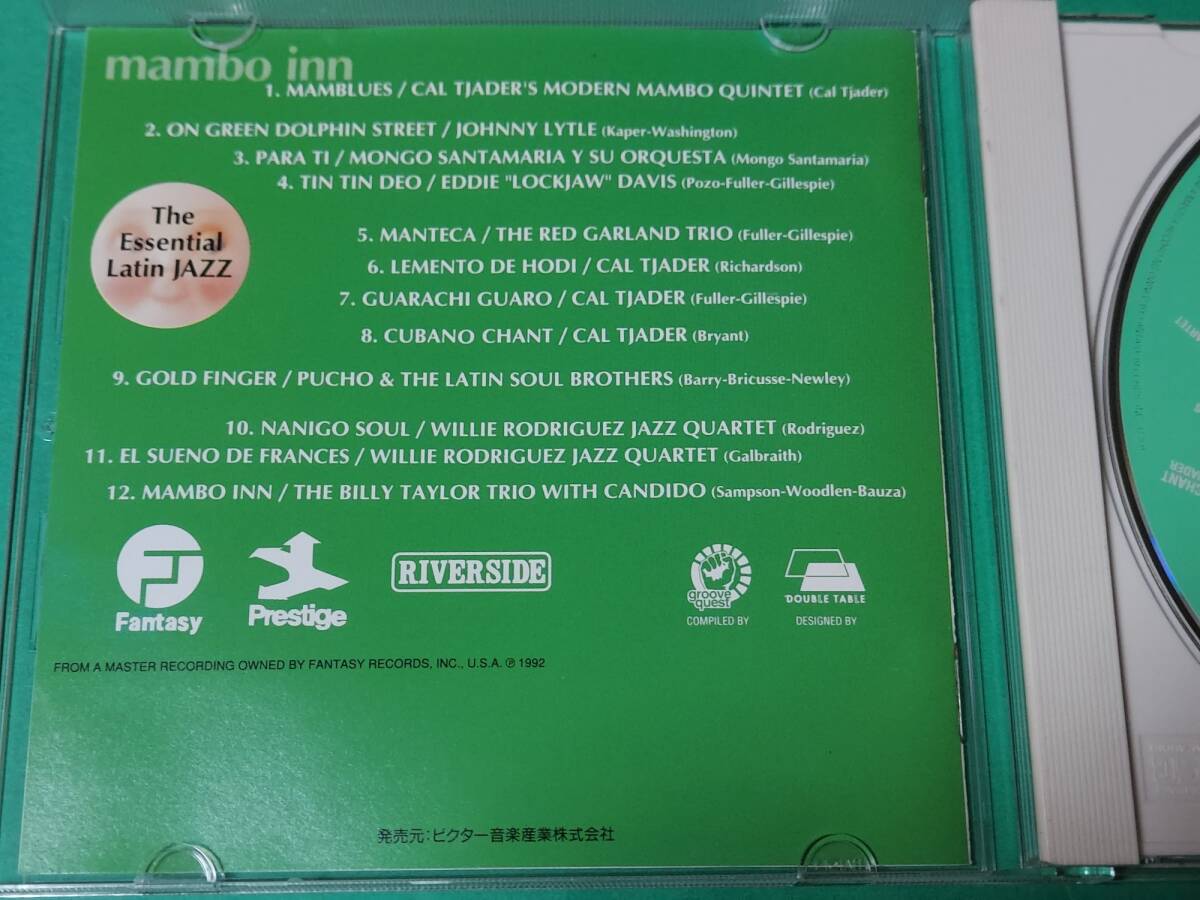 mambo inn
1. MAMBLUES / CAL TJADER'S MODERN MAMBO QUINTET (Cal Tjader)
2. ON GREEN DOLPHIN STREET / JOHNNY LYTLE (Kaper-Washington)
3. PARA TI / MONGO SANTAMARIA Y SU ORQUESTA (Mongo Santamaria)
4. TIN TIN DEO / EDDIE "LOCKJAW" DAVIS (Pozo-Fuller-Gillespie)
The
Essential
Latin JAZZ
5. MANTECA / THE RED GARLAND TRIO (Fuller-Gillespie)
6. LEMENTO DE HODI / CAL TJADER (Richardson)
7. GUARACHI GUARO / CAL TJADER (Fuller-Gillespie)
8. CUBANO CHANT / CAL TJADER (Bryant)
9. GOLD FINGER / PUCHO & THE LATIN SOUL BROTHERS (Barry-Bricusse-Newley)
10. NANIGO SOUL / WILLIE RODRIGUEZ JAZZ QUARTET (Rodriguez)
11. EL SUENO DE FRANCES / WILLIE RODRIGUEZ JAZZ QUARTET (Galbraith)
12. MAMBO INN / THE BILLY TAYLOR TRIO WITH CANDIDO (Sampson-Woodlen-Bauza)
Fantasy
Prestige
RIVERSIDE
groove quest
COMPILED BY
DOUBLE TABLE
DESIGNED BY
FROM A MASTER RECORDING OWNED BY FANTASY RECORDS, INC., U.S.A. ℗ 1992
発売元:ビクター音楽産業株式会社
CHANT